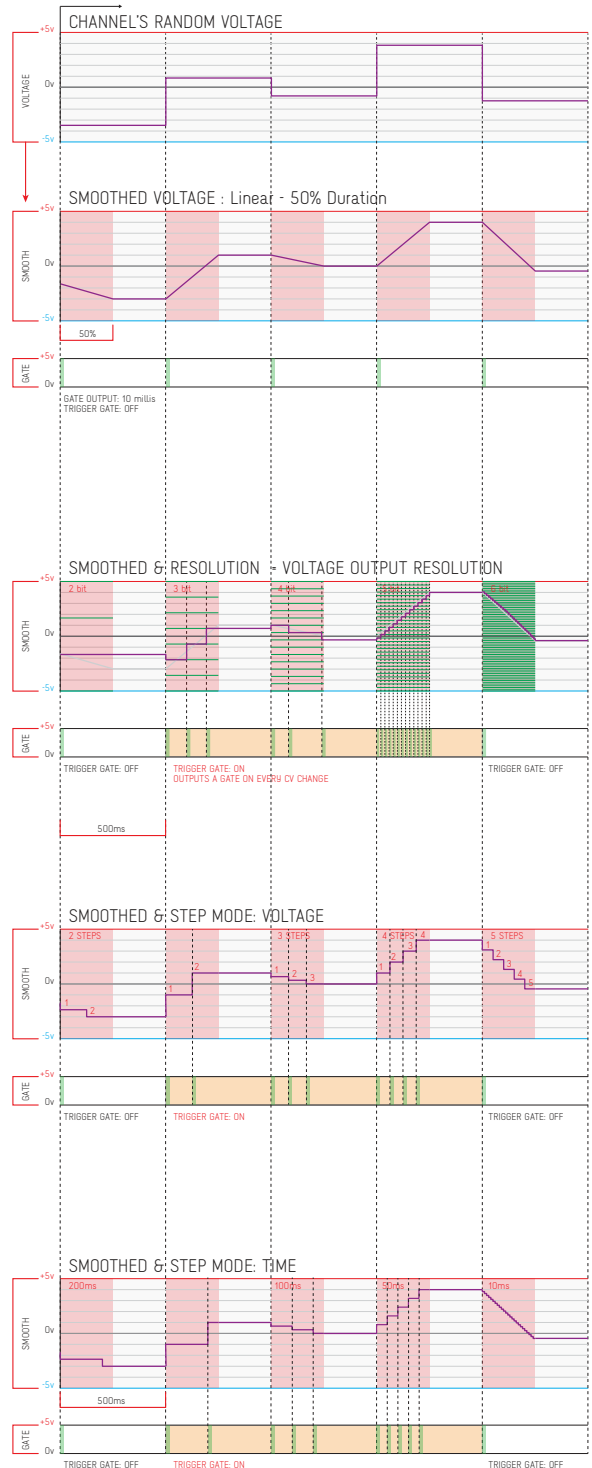 CHANNEL'S RANDOM VOLTAGE
+5v
VOLTAGE
0v
-5v
SMOOTHED VOLTAGE : Linear - 50% Duration
+5v
SMOOTH
0v
-5v
50%
+5v
GATE
0v
GATE OUTPUT: 10 millis
TRIGGER GATE: OFF
SMOOTHED & RESOLUTION - VOLTAGE OUTPUT RESOLUTION
+5v
2 bit 3 bit 4 bit
SMOOTH
0v
-5v
+5v
GATE
0v
TRIGGER GATE: OFF TRIGGER GATE: ON TRIGGER GATE: OFF
OUTPUTS A GATE ON EVERY CV CHANGE
500ms
SMOOTHED & STEP MODE: VOLTAGE
+5v
2 STEPS 3 STEPS 4 STEPS 5 STEPS
1 2 1 2 1 2 3 1 2 3 4 1 2 3 4 5
SMOOTH
0v
-5v
+5v
GATE
0v
TRIGGER GATE: OFF TRIGGER GATE: ON TRIGGER GATE: OFF
SMOOTHED & STEP MODE: TIME
+5v
200ms 100ms 50ms 10ms
SMOOTH
0v
-5v
500ms
+5v
GATE
0v
TRIGGER GATE: OFF TRIGGER GATE: ON TRIGGER GATE: OFF